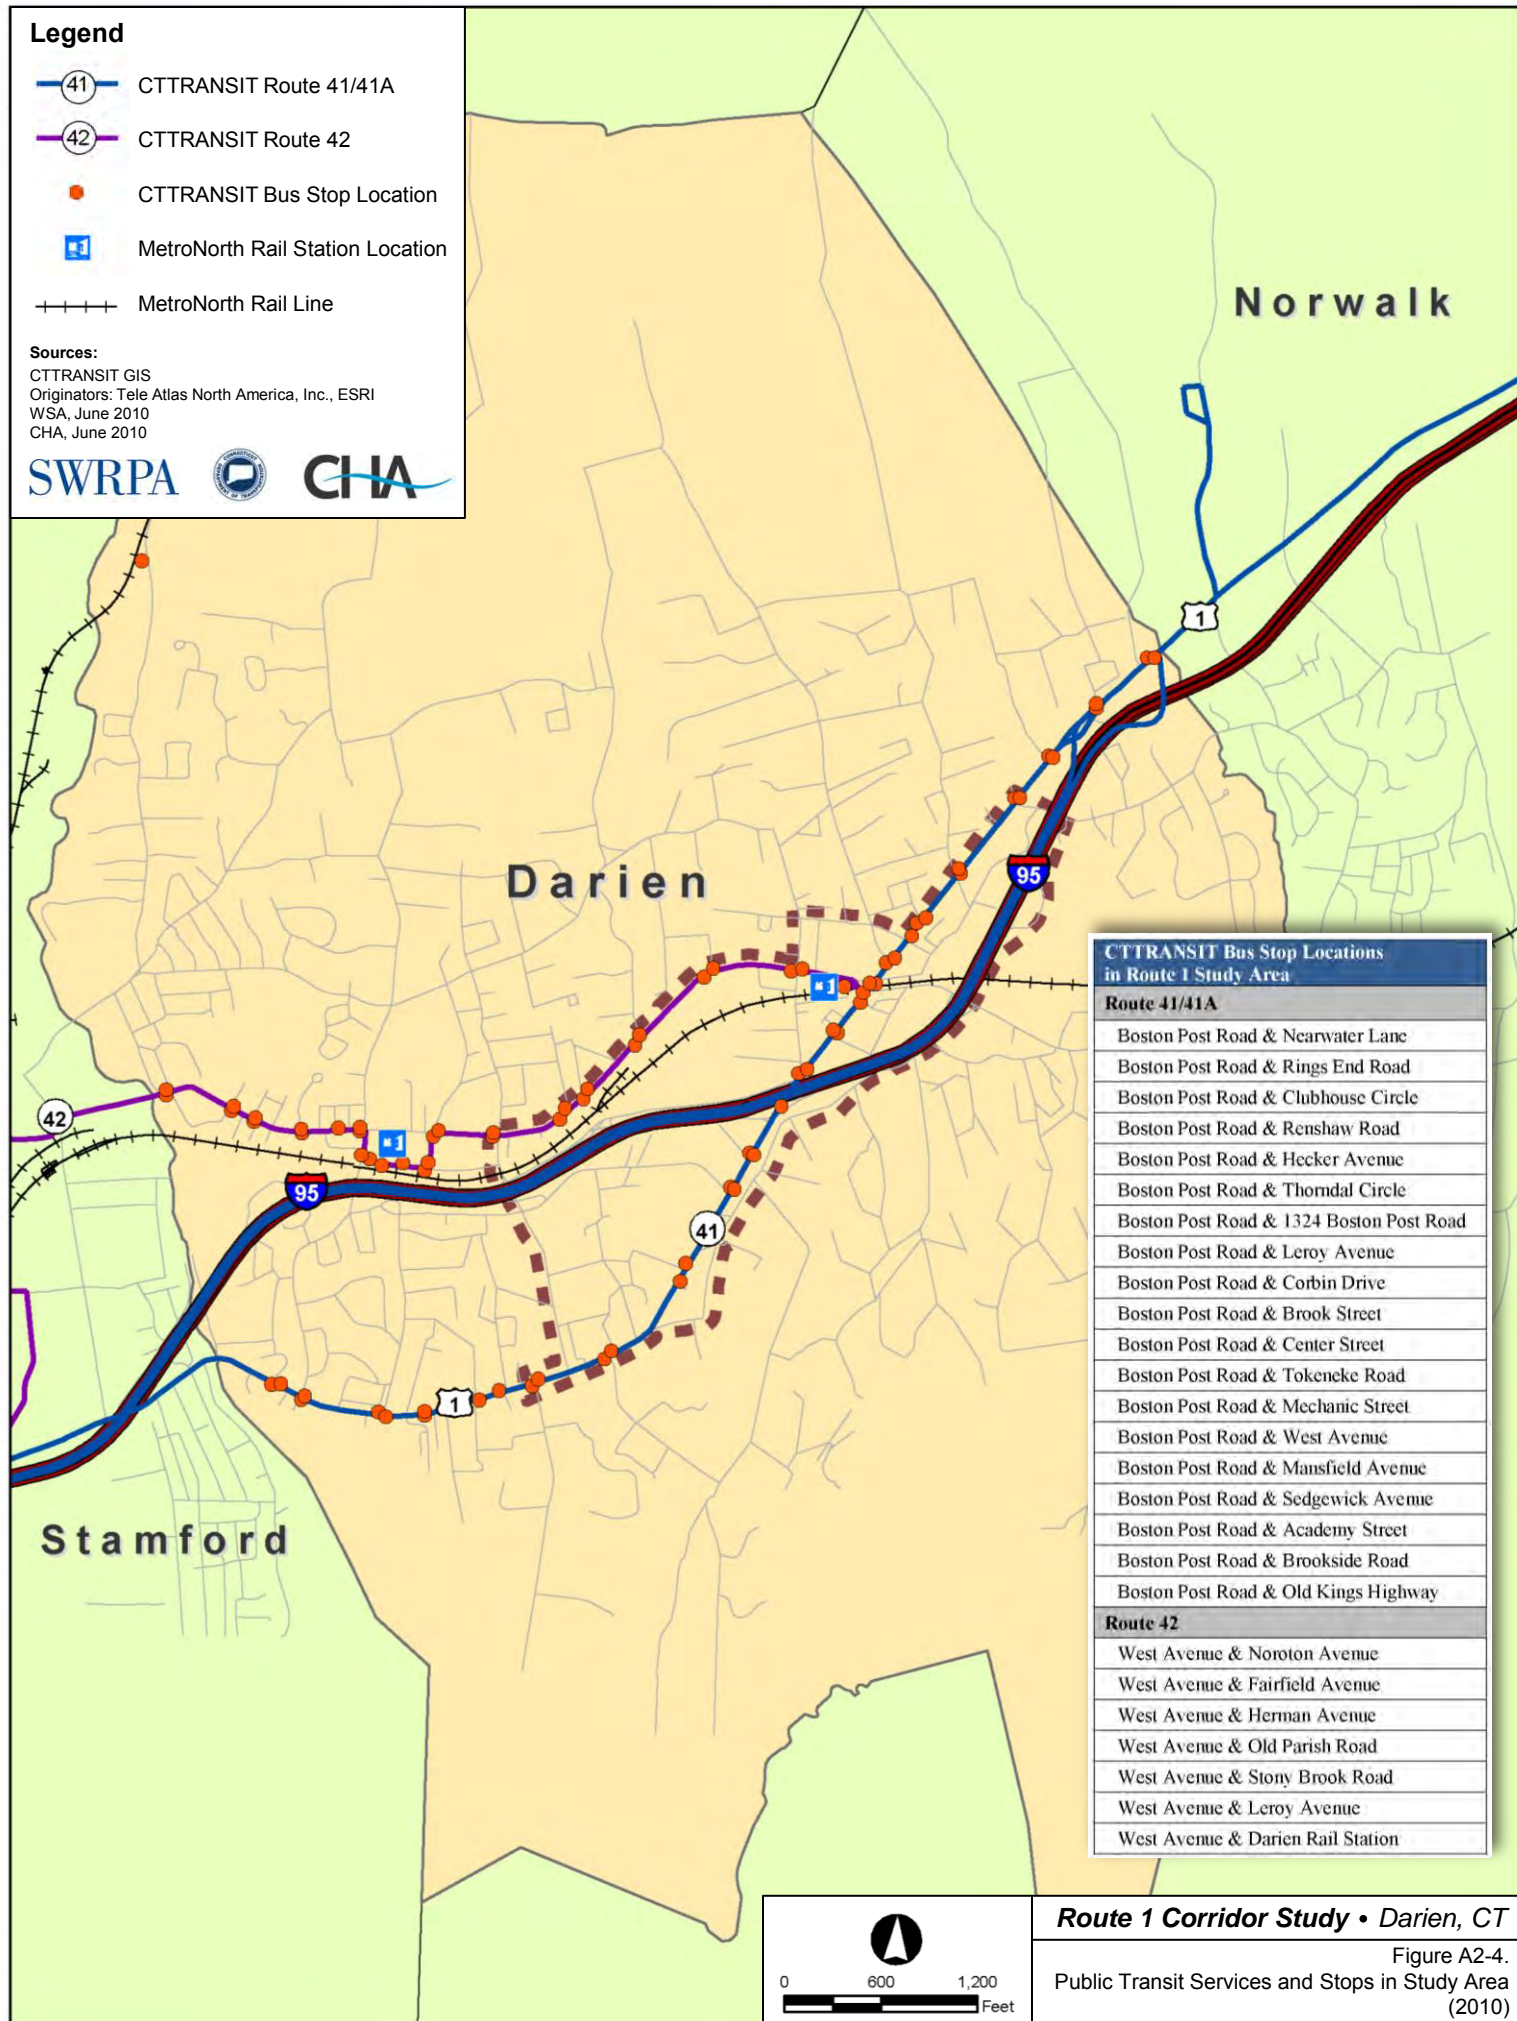 Legend
41 CTTRANSIT Route 41/41A
42 CTTRANSIT Route 42
CTTRANSIT Bus Stop Location
MetroNorth Rail Station Location
MetroNorth Rail Line
Sources:
CTTRANSIT GIS
Originators: Tele Atlas North America, Inc., ESRI
WSA, June 2010
CHA, June 2010
SWRPA
CHA
Norwalk
1
Darien
95
42
95
41
1
Stamford
CTTRANSIT Bus Stop Locations
in Route 1 Study Area
Route 41/41A
Boston Post Road & Nearwater Lane
Boston Post Road & Rings End Road
Boston Post Road & Clubhouse Circle
Boston Post Road & Renshaw Road
Boston Post Road & Hecker Avenue
Boston Post Road & Thorndal Circle
Boston Post Road & 1324 Boston Post Road
Boston Post Road & Leroy Avenue
Boston Post Road & Corbin Drive
Boston Post Road & Brook Street
Boston Post Road & Center Street
Boston Post Road & Tokeneke Road
Boston Post Road & Mechanic Street
Boston Post Road & West Avenue
Boston Post Road & Mansfield Avenue
Boston Post Road & Sedgewick Avenue
Boston Post Road & Academy Street
Boston Post Road & Brookside Road
Boston Post Road & Old Kings Highway
Route 42
West Avenue & Noroton Avenue
West Avenue & Fairfield Avenue
West Avenue & Herman Avenue
West Avenue & Old Parish Road
West Avenue & Stony Brook Road
West Avenue & Leroy Avenue
West Avenue & Darien Rail Station
0 600 1,200
Feet
Route 1 Corridor Study • Darien, CT
Figure A2-4.
Public Transit Services and Stops in Study Area
(2010)